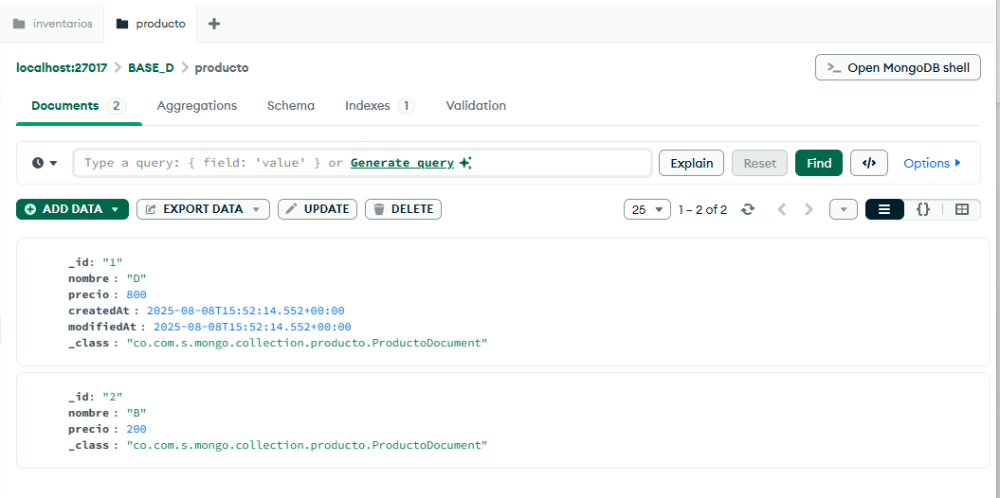 inventarios producto
localhost:27017 > BASE_D > producto
>_ Open MongoDB shell
Documents 2 Aggregations Schema Indexes 1 Validation
Type a query: { field: 'value' } or Generate query
Explain Reset Find </> Options
ADD DATA EXPORT DATA UPDATE DELETE
25 1 – 2 of 2 {}
_id: "1"
nombre : "D"
precio : 800
createdAt : 2025-08-08T15:52:14.552+00:00
modifiedAt : 2025-08-08T15:52:14.552+00:00
_class : "co.com.s.mongo.collection.producto.ProductoDocument"
_id: "2"
nombre : "B"
precio : 200
_class : "co.com.s.mongo.collection.producto.ProductoDocument"